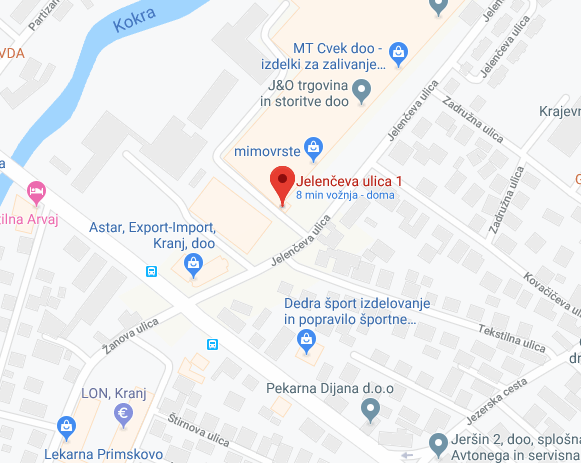 Partizan
Kokra
Jelenčeva ulica
VDA
MT Cvek doo -
izdelki za zalivanje…
Jelenčeva ulica
J&O trgovina
in storitve doo
Zadružna ulica
Krajev
Jelenčeva ulica
mimovrste
Jelenčeva ulica 1
8 min vožnja - doma
Zadružna ulica
a
tilna Arvaj
Astar, Export-Import,
Kranj, doo
Jelenčeva ulica
Kovačičeva ulica
Dedra šport izdelovanje
in popravilo športne…
Tekstilna ulica
Žanova ulica
dr
LON, Kranj
€
Pekarna Dijana d.o.o
Jezerska cesta
Štirnova ulica
Jeršin 2, doo, splošna
Avtonega in servisna
Lekarna Primskovo